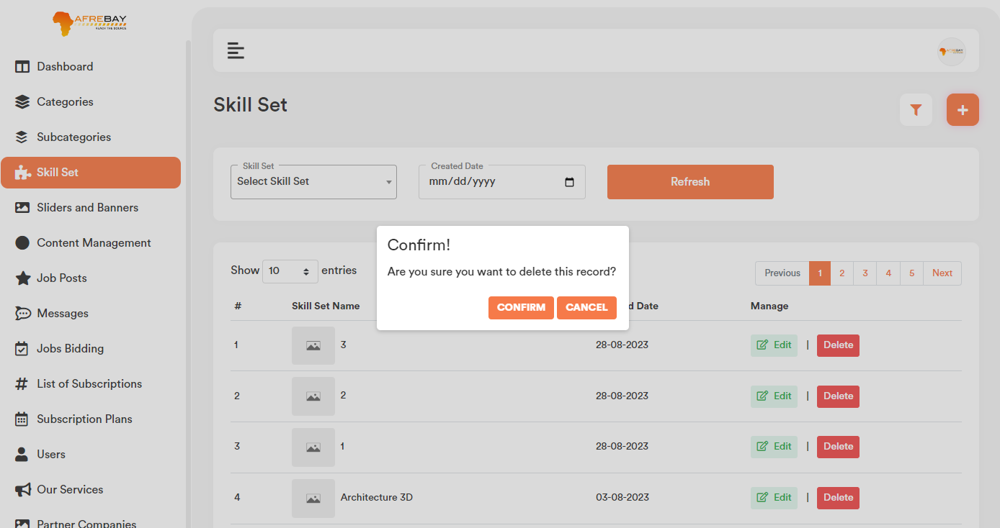 AFREBAY
REACH THE SOURCE
Dashboard
Categories
Subcategories
Skill Set
Sliders and Banners
Content Management
Job Posts
Messages
Jobs Bidding
List of Subscriptions
Subscription Plans
Users
Our Services
Partner Companies
Skill Set
Skill Set
Select Skill Set
Created Date
mm/dd/yyyy
Refresh
Confirm!
Are you sure you want to delete this record?
CONFIRM CANCEL
Show 10 entries
Previous 1 2 3 4 5 Next
# Skill Set Name d Date Manage
1 3 28-08-2023 Edit | Delete
2 2 28-08-2023 Edit | Delete
3 1 28-08-2023 Edit | Delete
4 Architecture 3D 03-08-2023 Edit | Delete